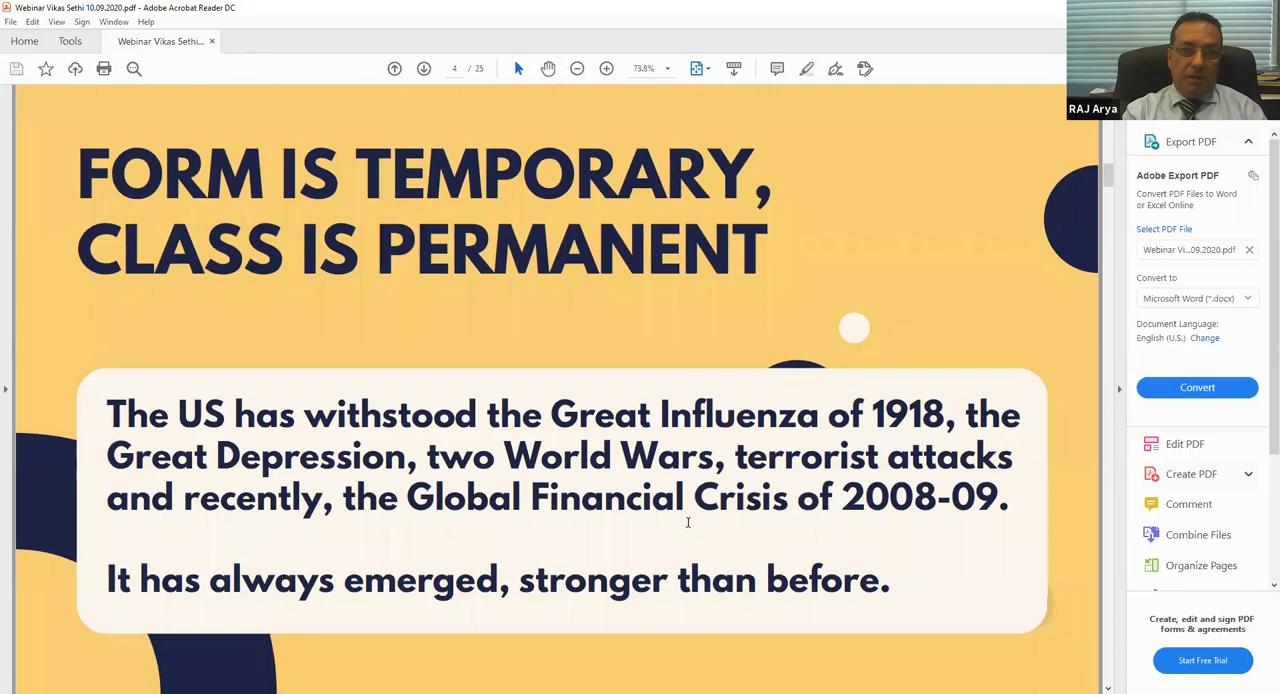 Webinar Vikas Sethi 10.09.2020.pdf - Adobe Acrobat Reader DC
File Edit View Sign Window Help
Home Tools Webinar Vikas Sethi... ×
4 / 25 73.8%
RAJ Arya
FORM IS TEMPORARY,
CLASS IS PERMANENT
The US has withstood the Great Influenza of 1918, the
Great Depression, two World Wars, terrorist attacks
and recently, the Global Financial Crisis of 2008-09.
It has always emerged, stronger than before.
Export PDF
Adobe Export PDF
Convert PDF Files to Word
or Excel Online
Select PDF File
Webinar Vi...09.2020.pdf
Convert to
Microsoft Word (*.docx)
Document Language:
English (U.S.) Change
Convert
Edit PDF
Create PDF
Comment
Combine Files
Organize Pages
Create, edit and sign PDF
forms & agreements
Start Free Trial